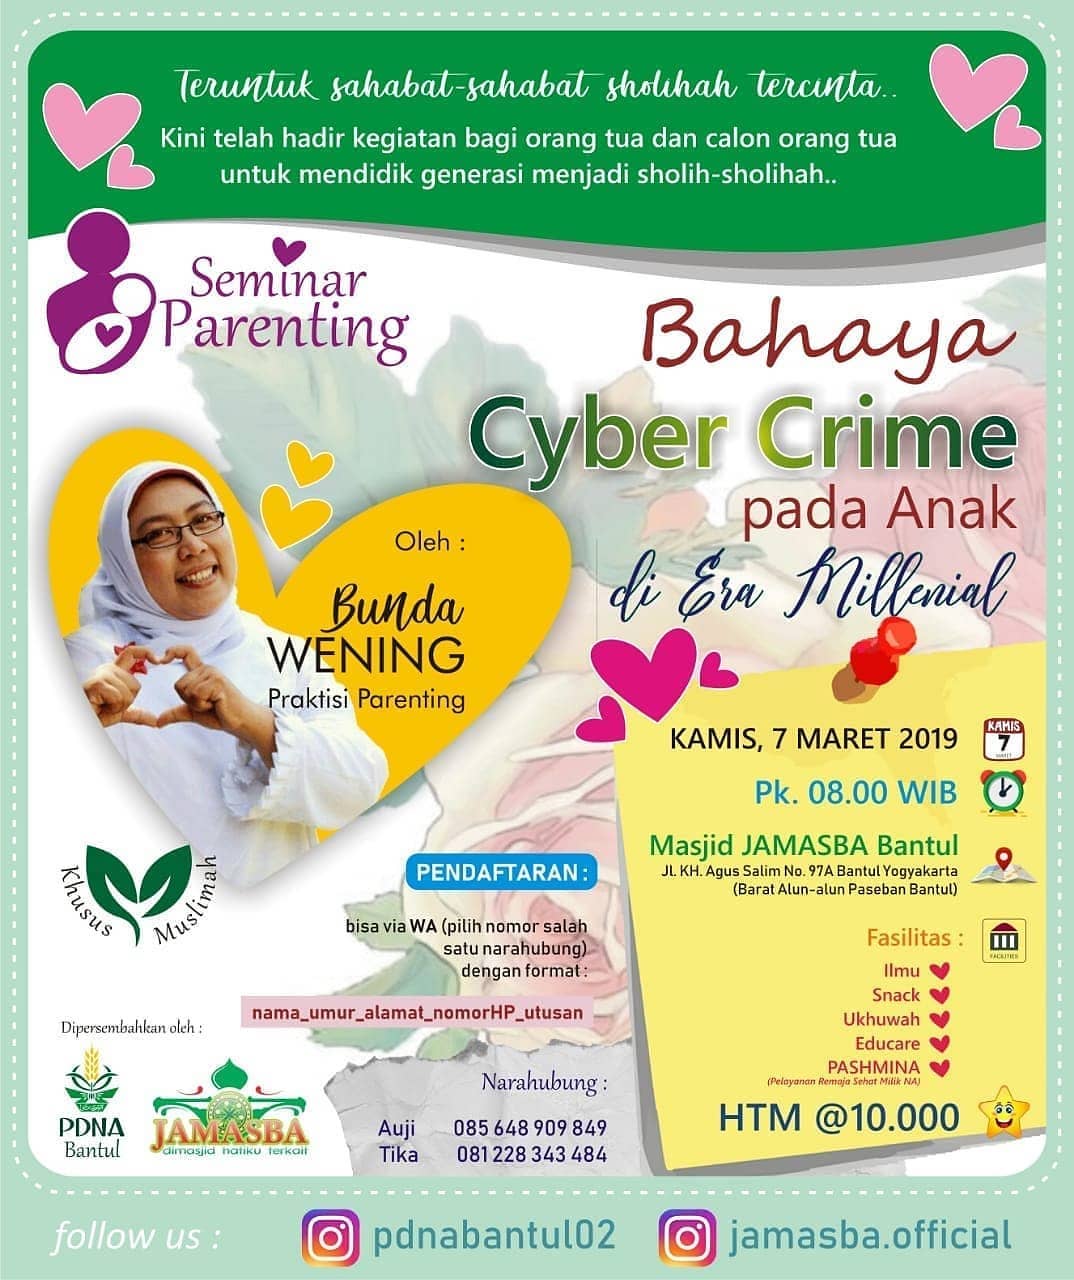 Teruntuk sahabat-sahabat sholihah tercinta..
Kini telah hadir kegiatan bagi orang tua dan calon orang tua
untuk mendidik generasi menjadi sholih-sholihah..
Seminar
Parenting
Bahaya
Cyber Crime
pada Anak
di Era Millenial
Oleh :
Bunda
WENING
Praktisi Parenting
Khusus Muslimah
KAMIS, 7 MARET 2019
KAMIS
7
MARET
Pk. 08.00 WIB
Masjid JAMASBA Bantul
Jl. KH. Agus Salim No. 97A Bantul Yogyakarta
(Barat Alun-alun Paseban Bantul)
Fasilitas :
FACILITIES
Ilmu
Snack
Ukhuwah
Educare
PASHMINA
(Pelayanan Remaja Sehat Milik NA)
HTM @10.000
PENDAFTARAN :
bisa via WA (pilih nomor salah
satu narahubung)
dengan format :
nama_umur_alamat_nomorHP_utusan
Dipersembahkan oleh :
PDNA
Bantul
JAMASBA
dimasjid hatiku terkait
Narahubung :
Auji 085 648 909 849
Tika 081 228 343 484
follow us :
pdnabantul02
jamasba.official